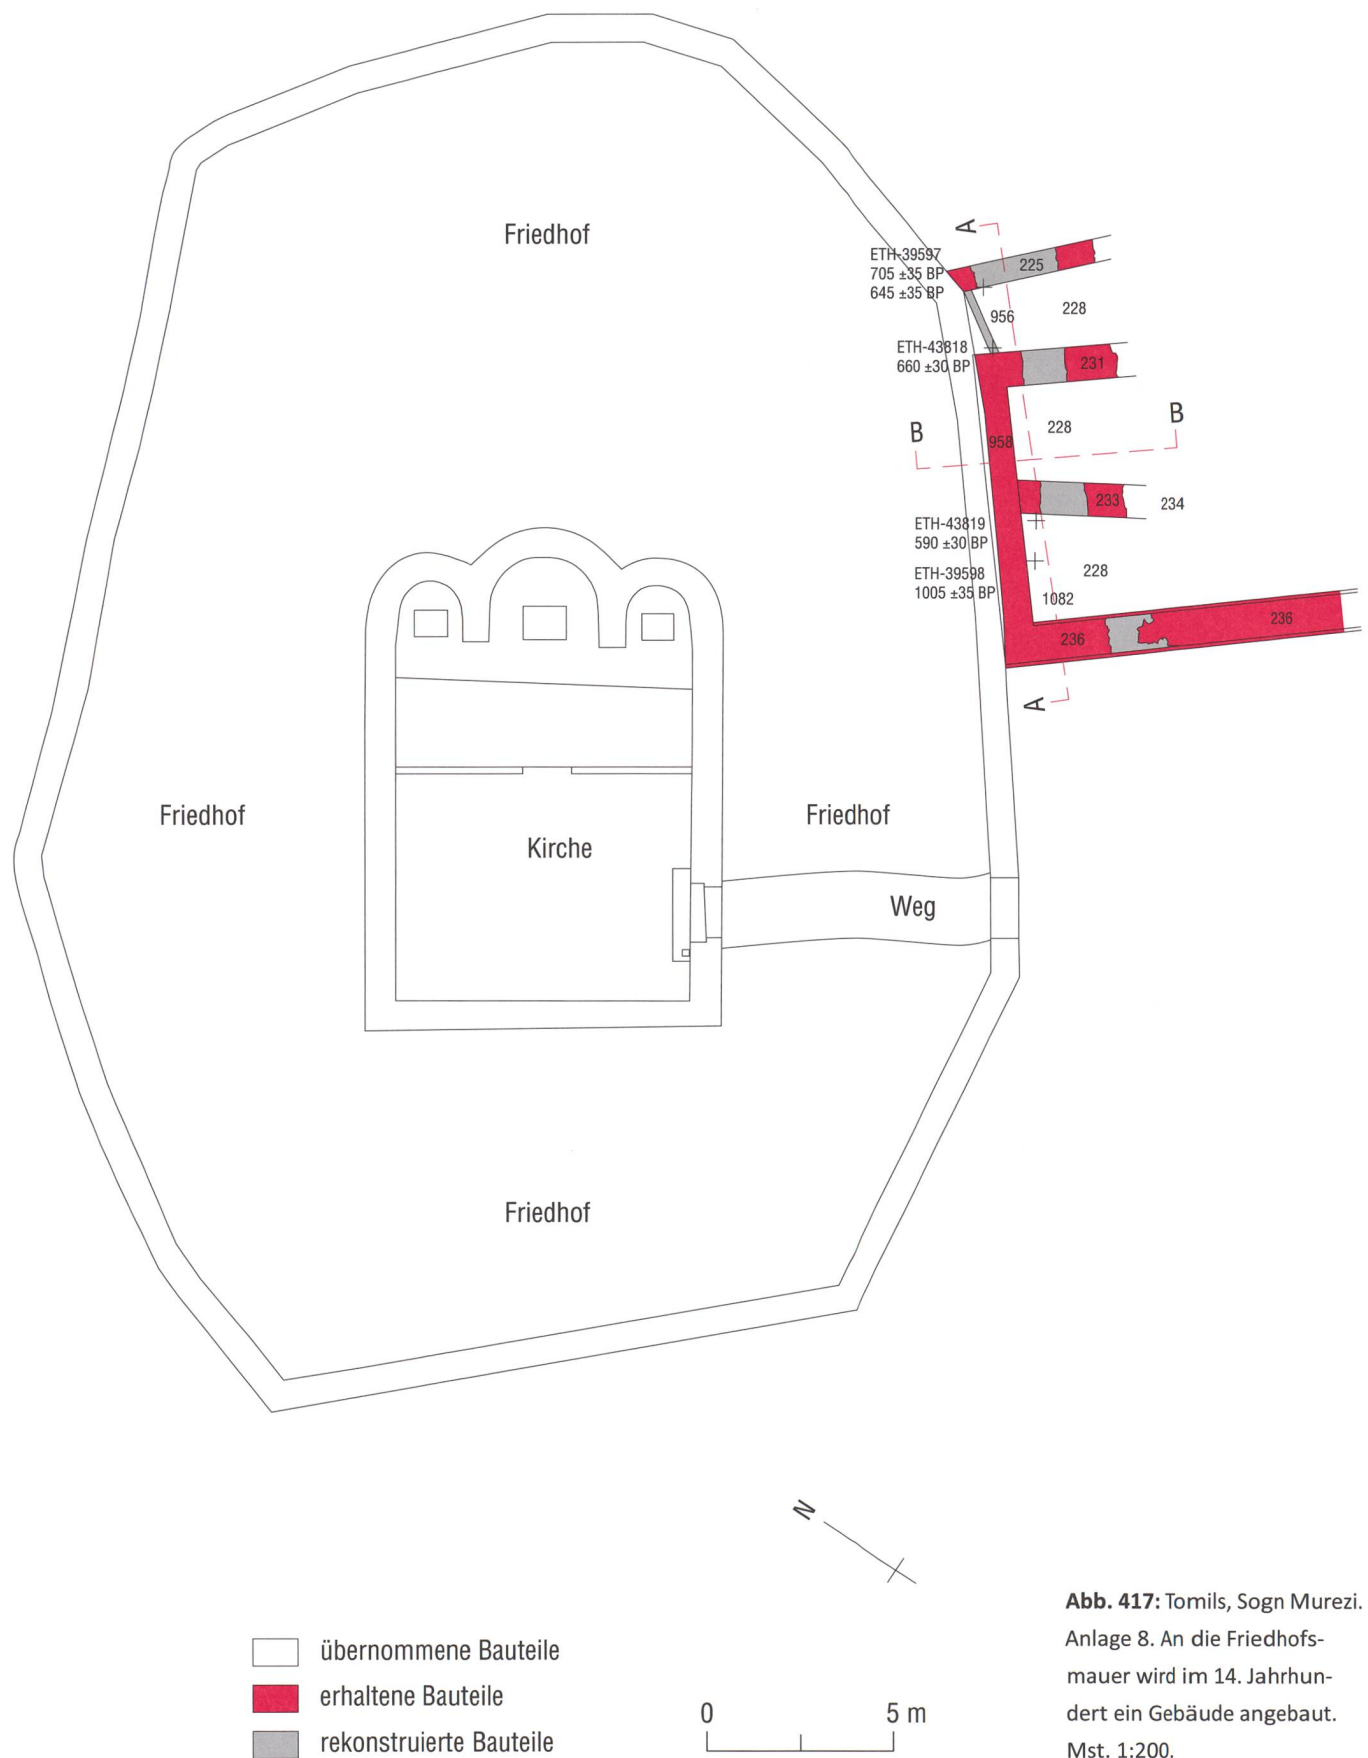 Friedhof
A
ETH-39597
705 ±35 BP
645 ±35 BP
225
956
228
ETH-43818
660 ±30 BP
231
B
B
228
958
233
234
ETH-43819
590 ±30 BP
228
ETH-39598
1005 ±35 BP
1082
236
236
A
Friedhof
Friedhof
Kirche
Weg
Friedhof
N
übernommene Bauteile
erhaltene Bauteile
rekonstruierte Bauteile
0 5 m
Abb. 417: Tomils, Sogn Murezi.
Anlage 8. An die Friedhofs-
mauer wird im 14. Jahrhun-
dert ein Gebäude angebaut.
Mst. 1:200.